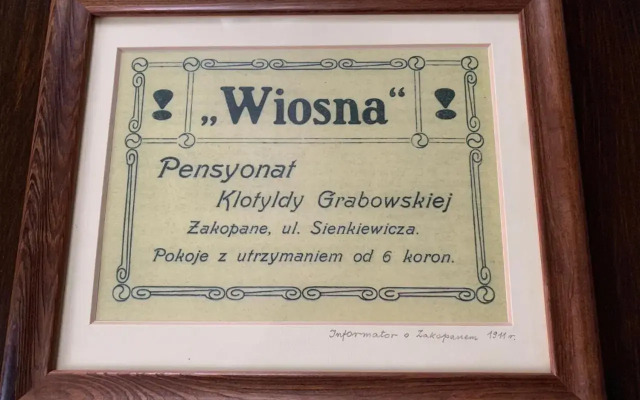 ! „Wiosna“ !
Pensyonat
Klotyldy Grabowskiej
Zakopane, ul. Sienkiewicza.
Pokoje z utrzymaniem od 6 koron.
Informator o Zakopanem 1911 r.